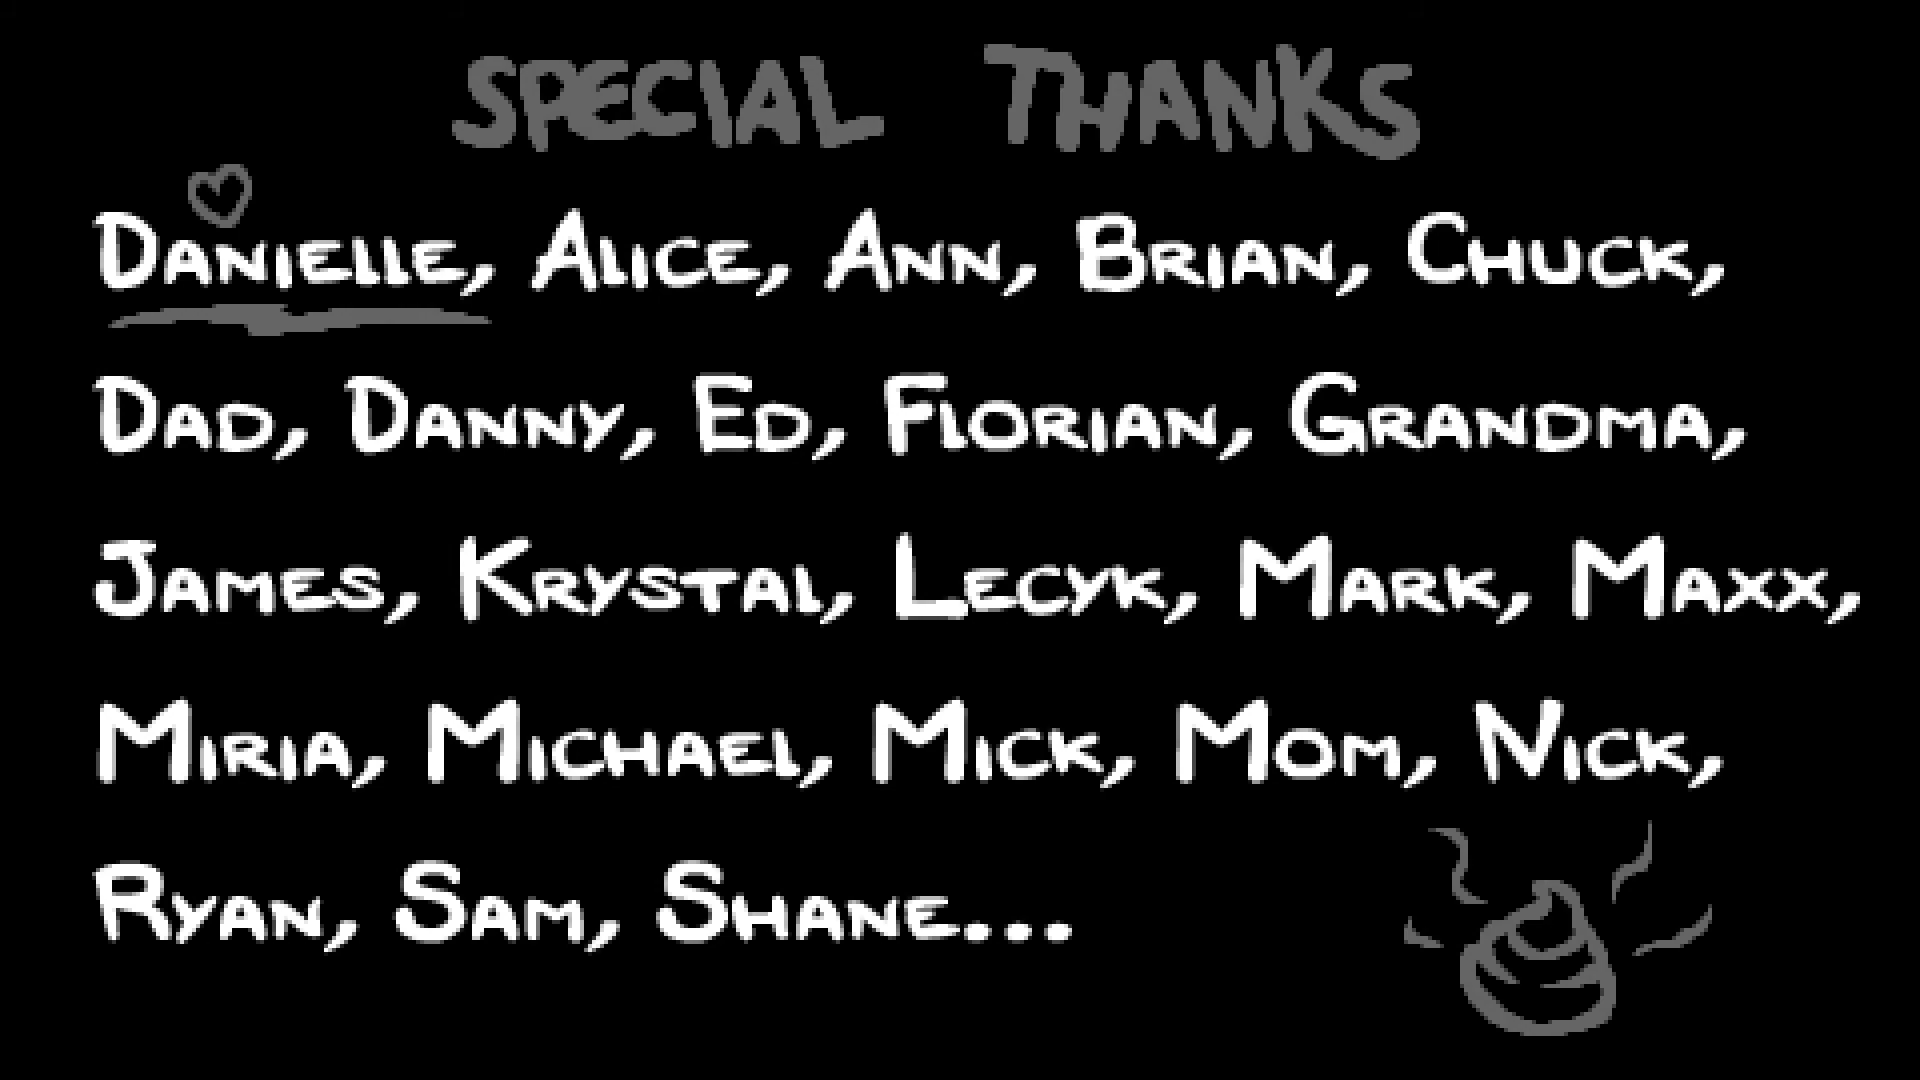 SPECIAL THANKS
DANIELLE, ALICE, ANN, BRIAN, CHUCK,
DAD, DANNY, ED, FLORIAN, GRANDMA,
JAMES, KRYSTAL, LECYK, MARK, MAXX,
MIRIA, MICHAEL, MICK, MOM, NICK,
RYAN, SAM, SHANE...